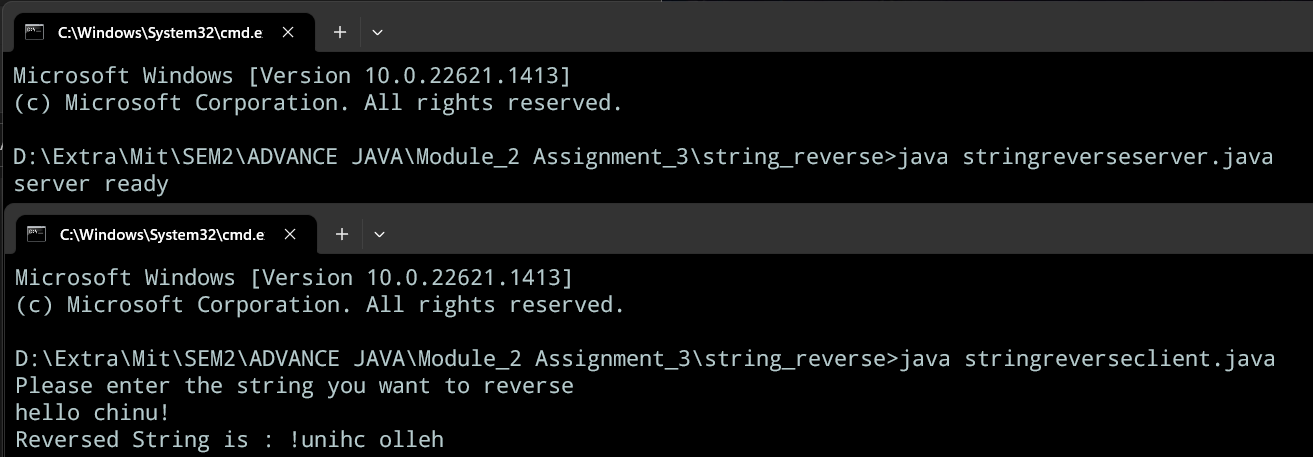 C:\Windows\System32\cmd.e
Microsoft Windows [Version 10.0.22621.1413]
(c) Microsoft Corporation. All rights reserved.
D:\Extra\Mit\SEM2\ADVANCE JAVA\Module_2 Assignment_3\string_reverse>java stringreverseserver.java
server ready
C:\Windows\System32\cmd.e
Microsoft Windows [Version 10.0.22621.1413]
(c) Microsoft Corporation. All rights reserved.
D:\Extra\Mit\SEM2\ADVANCE JAVA\Module_2 Assignment_3\string_reverse>java stringreverseclient.java
Please enter the string you want to reverse
hello chinu!
Reversed String is : !unihc olleh